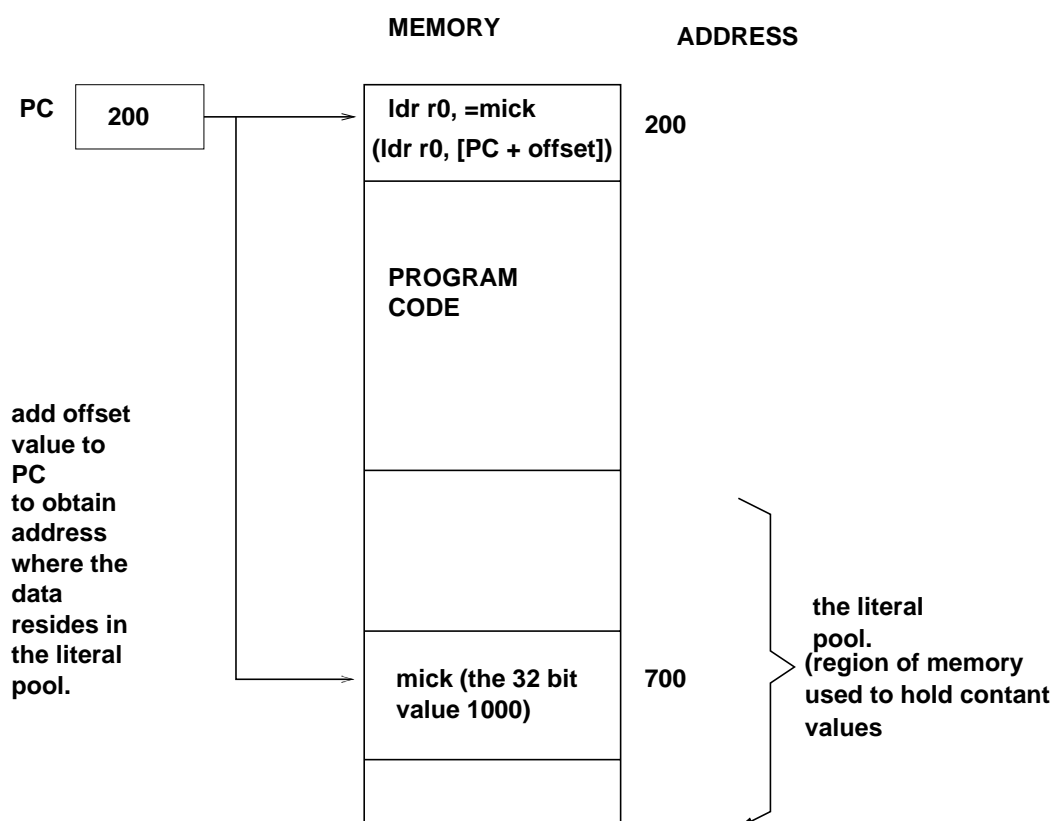 MEMORY
ADDRESS
PC
200
ldr r0, =mick
(ldr r0, [PC + offset])
200
PROGRAM
CODE
add offset
value to
PC
to obtain
address
where the
data
resides in
the literal
pool.
mick (the 32 bit
value 1000)
700
the literal
pool.
(region of memory
used to hold contant
values